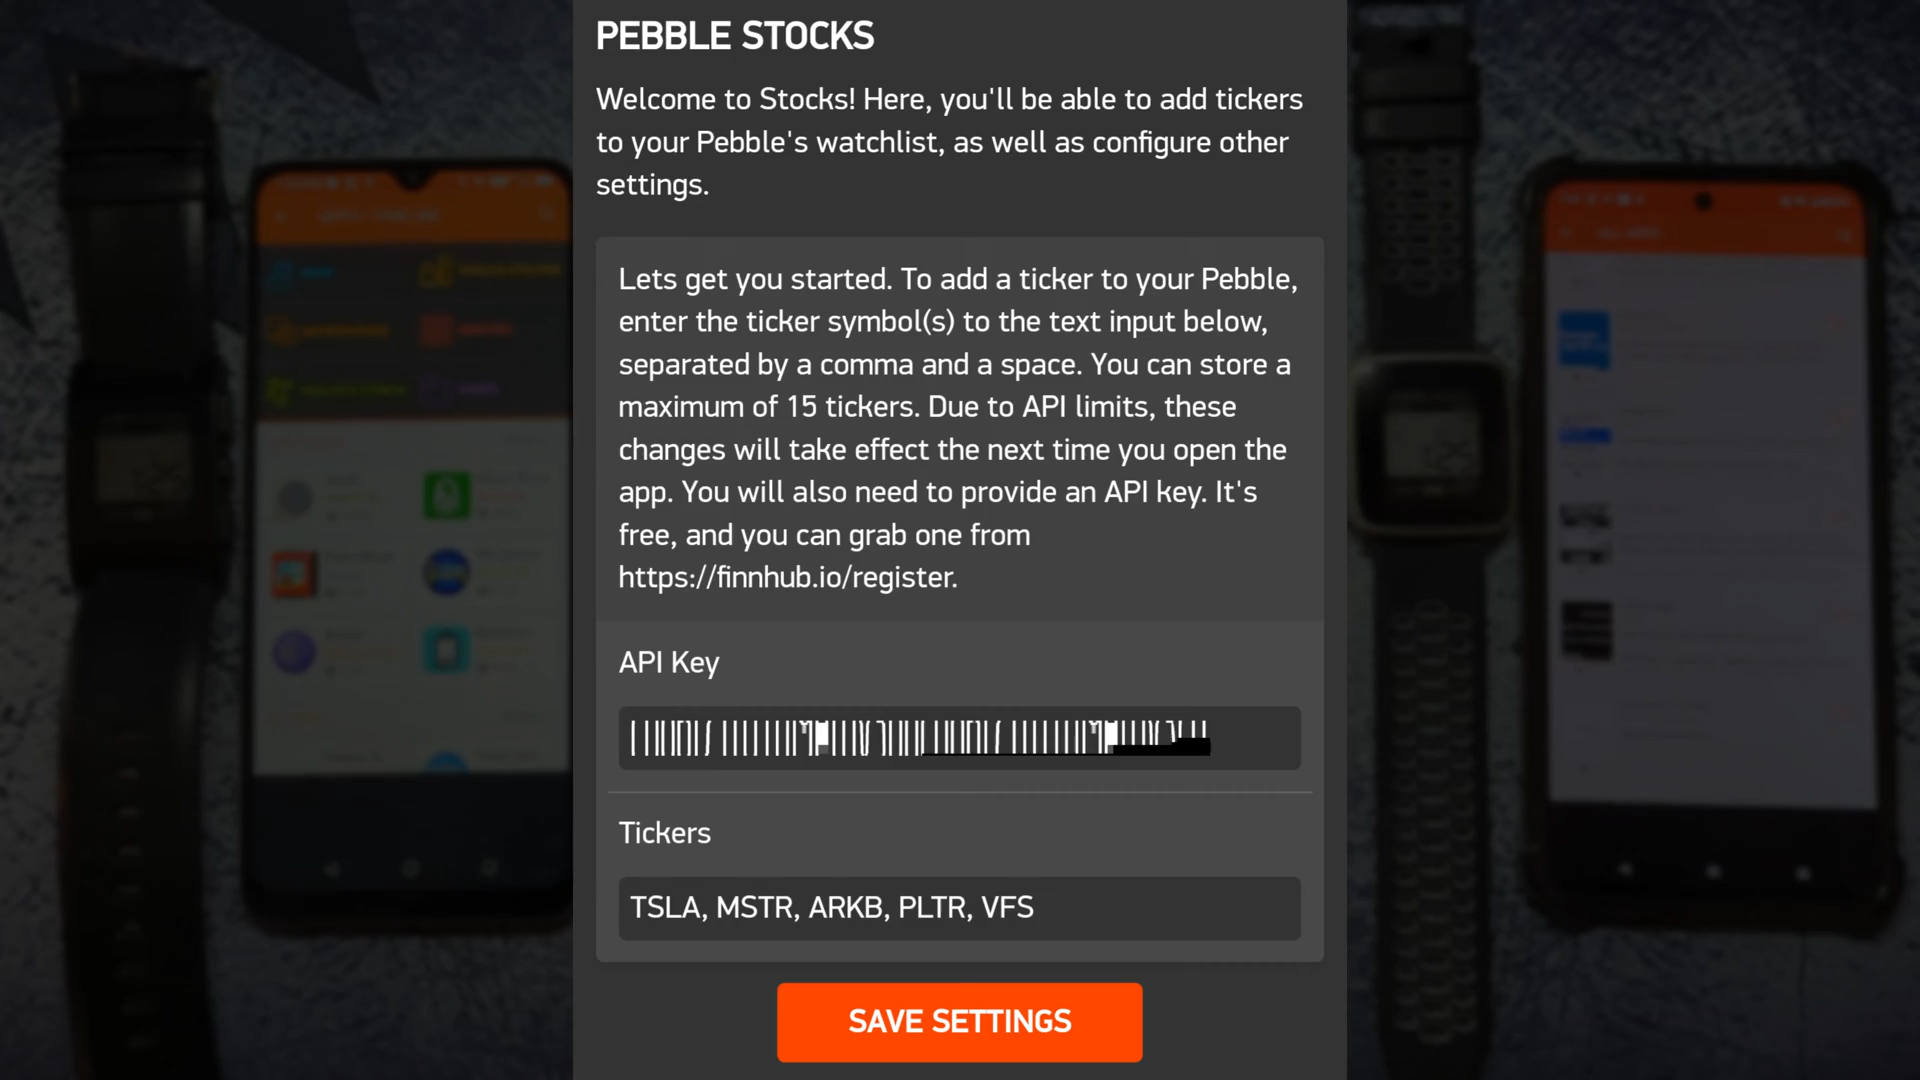 PEBBLE STOCKS
Welcome to Stocks! Here, you'll be able to add tickers
to your Pebble's watchlist, as well as configure other
settings.
Lets get you started. To add a ticker to your Pebble,
enter the ticker symbol(s) to the text input below,
separated by a comma and a space. You can store a
maximum of 15 tickers. Due to API limits, these
changes will take effect the next time you open the
app. You will also need to provide an API key. It's
free, and you can grab one from
https://finnhub.io/register.
API Key
Tickers
TSLA, MSTR, ARKB, PLTR, VFS
SAVE SETTINGS